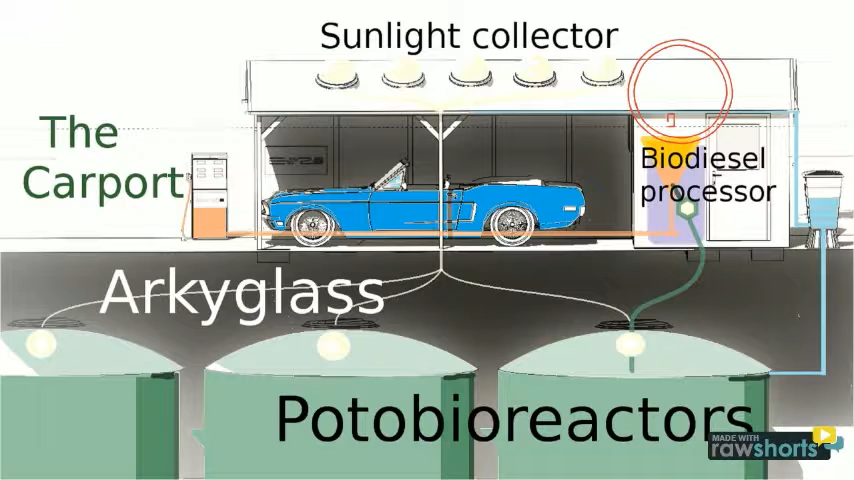 Sunlight collector
The
Carport
Biodiesel
processor
Arkyglass
Potobioreactors
MADE WITH
rawshorts